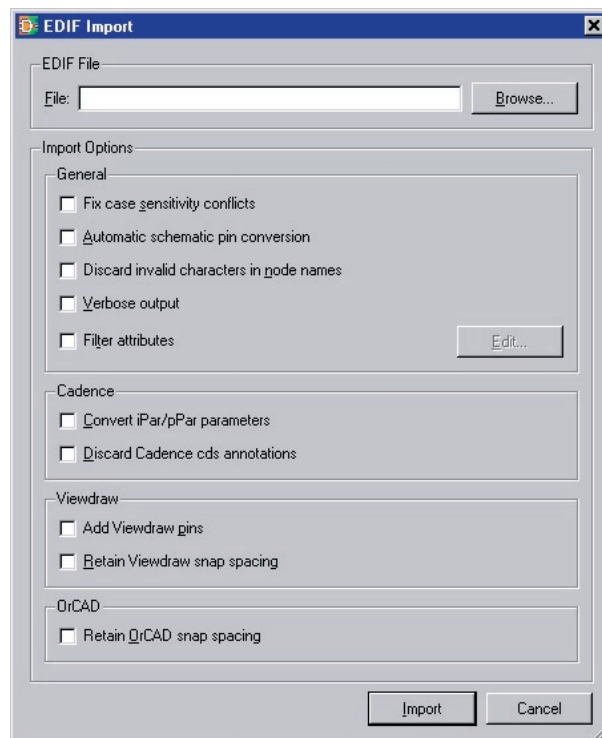 EDIF Import
EDIF File
File:
Browse...
Import Options
General
Fix case sensitivity conflicts
Automatic schematic pin conversion
Discard invalid characters in node names
Verbose output
Filter attributes
Edit...
Cadence
Convert iPar/pPar parameters
Discard Cadence cds annotations
Viewdraw
Add Viewdraw pins
Retain Viewdraw snap spacing
OrCAD
Retain OrCAD snap spacing
Import
Cancel